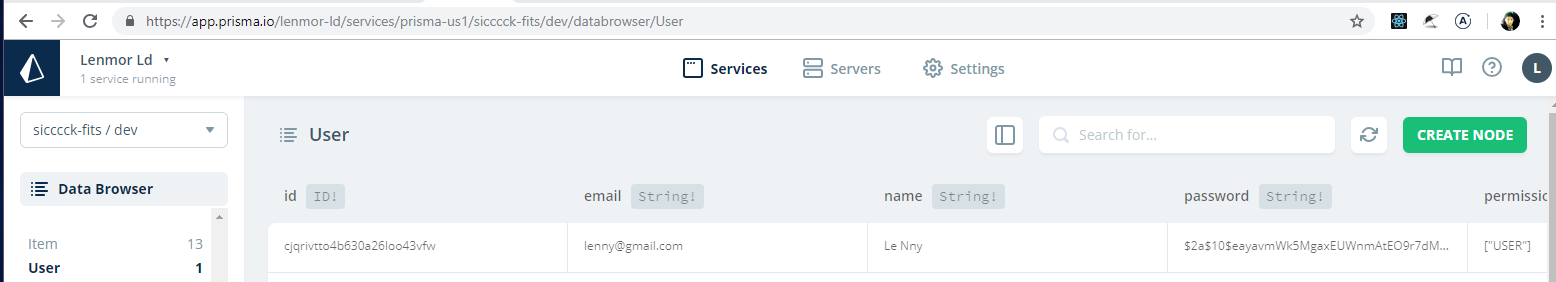 https://app.prisma.io/lenmor-ld/services/prisma-us1/sicccck-fits/dev/databrowser/User
Lenmor Ld
1 service running
Services
Servers
Settings
L
sicccck-fits / dev
User
Search for...
CREATE NODE
Data Browser
id ID! email String! name String! password String! permissic
Item 13
User 1
cjqrivtto4b630a26loo43vfw lenny@gmail.com Le Nny $2a$10$eayavmWk5MgaxEUWnmAtEO9r7dM... ["USER"]